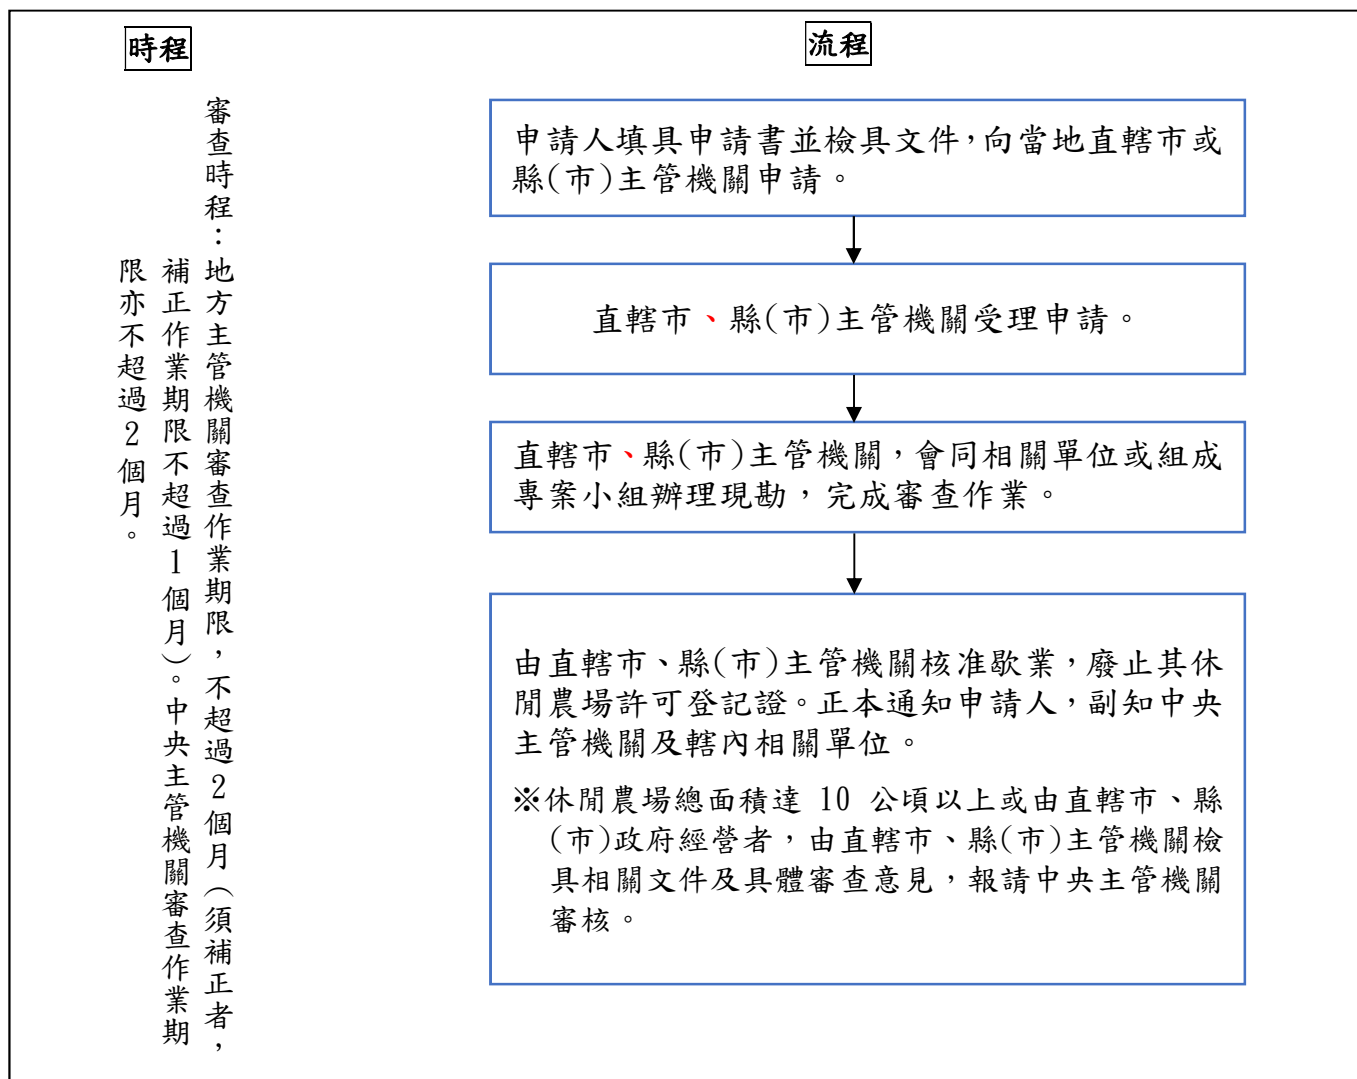 時程
審查時程：地方主管機關審查作業期限，不超過2個月（須補正者，
補正作業期限不超過1個月）。中央主管機關審查作業期
限亦不超過2個月。
流程
申請人填具申請書並檢具文件，向當地直轄市或
縣(市)主管機關申請。
直轄市、縣(市)主管機關受理申請。
直轄市、縣(市)主管機關，會同相關單位或組成
專案小組辦理現勘，完成審查作業。
由直轄市、縣(市)主管機關核准歇業，廢止其休
閒農場許可登記證。正本通知申請人，副知中央
主管機關及轄內相關單位。
※休閒農場總面積達 10 公頃以上或由直轄市、縣
(市)政府經營者，由直轄市、縣(市)主管機關檢
具相關文件及具體審查意見，報請中央主管機關
審核。